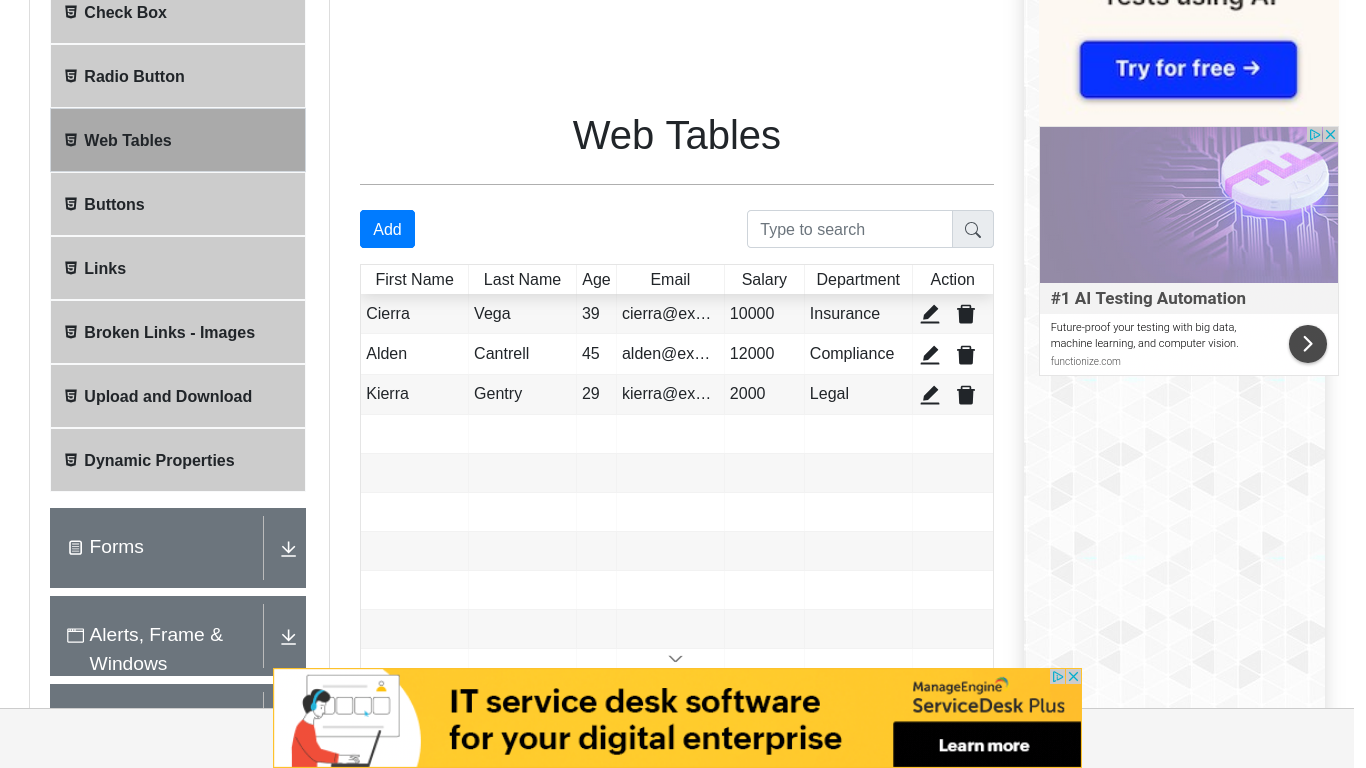 Check Box
Radio Button
Web Tables
Buttons
Links
Broken Links - Images
Upload and Download
Dynamic Properties
Forms
Alerts, Frame &
Windows
Web Tables
Add
Type to search
First Name Last Name Age Email Salary Department Action
Cierra Vega 39 cierra@ex... 10000 Insurance
Alden Cantrell 45 alden@ex... 12000 Compliance
Kierra Gentry 29 kierra@ex... 2000 Legal
Tests using AI
Try for free →
#1 AI Testing Automation
Future-proof your testing with big data,
machine learning, and computer vision.
functionize.com
IT service desk software
for your digital enterprise
ManageEngine
ServiceDesk Plus
Learn more